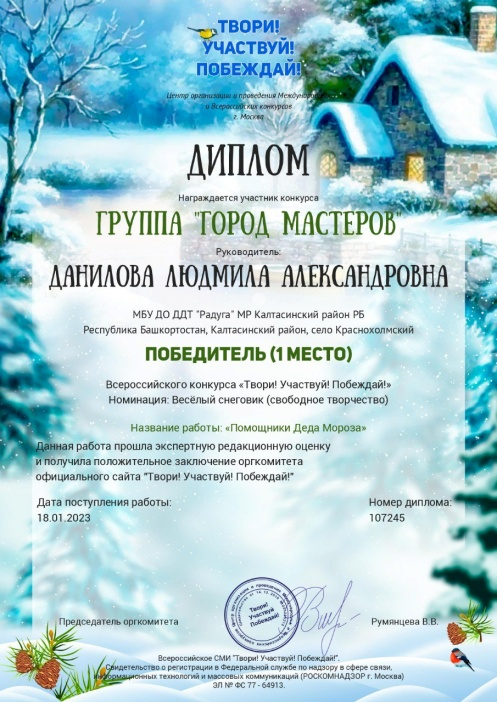 ТВОРИ!
УЧАСТВУЙ!
ПОБЕЖДАЙ!
Центр организации и проведения Международных
и Всероссийских конкурсов
г. Москва
ДИПЛОМ
Награждается участник конкурса
ГРУППА "ГОРОД МАСТЕРОВ"
Руководитель:
ДАНИЛОВА ЛЮДМИЛА АЛЕКСАНДРОВНА
МБУ ДО ДДТ "Радуга" МР Калтасинский район РБ
Республика Башкортостан, Калтасинский район, село Краснохолмский
ПОБЕДИТЕЛЬ (1 МЕСТО)
Всероссийского конкурса «Твори! Участвуй! Побеждай!»
Номинация: Весёлый снеговик (свободное творчество)
Название работы: «Помощники Деда Мороза»
Данная работа прошла экспертную редакционную оценку
и получила положительное заключение оргкомитета
официального сайта "Твори! Участвуй! Побеждай!"
Дата поступления работы:
18.01.2023
Номер диплома:
107245
Твори!
Участвуй
Побеждай!
Председатель оргкомитета
Румянцева В.В.
Всероссийское СМИ "Твори! Участвуй! Побеждай!".
Свидетельство о регистрации в Федеральной службе по надзору в сфере связи,
информационных технологий и массовых коммуникаций (РОСКОМНАДЗОР г. Москва)
ЭЛ № ФС 77 - 64913.